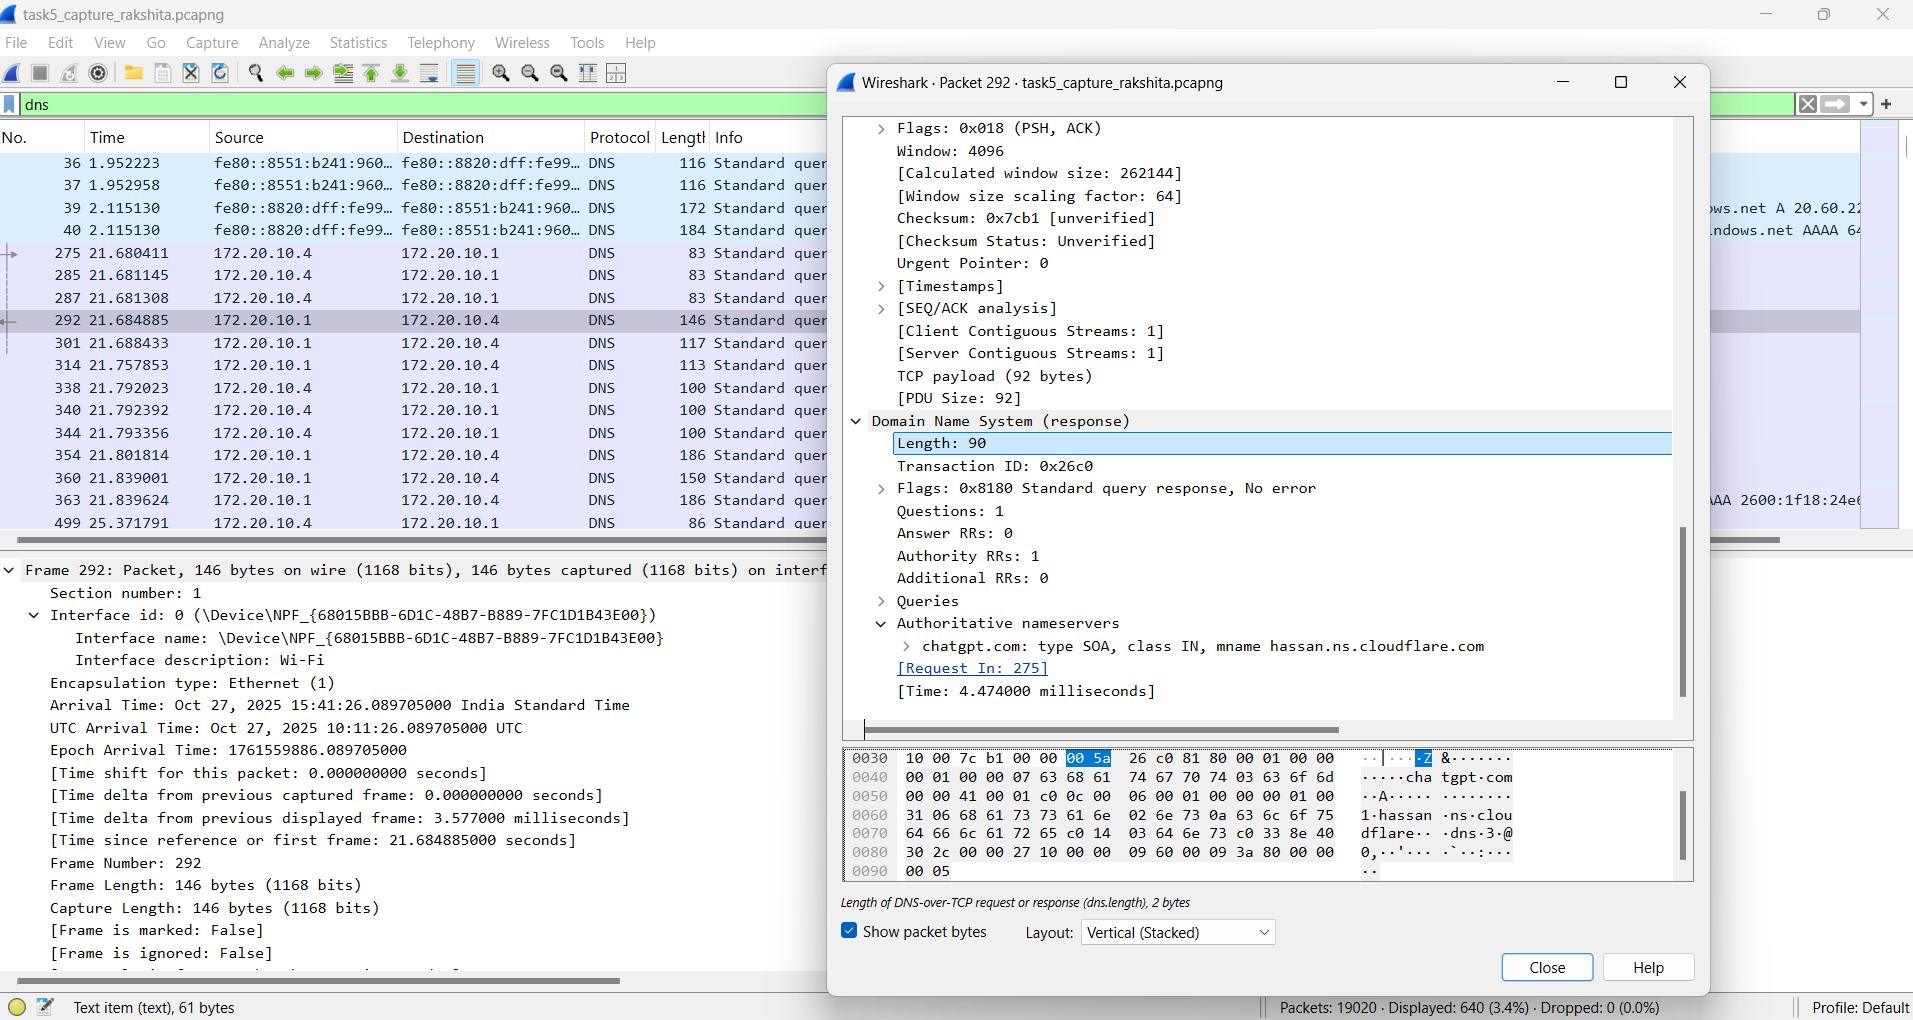 task5_capture_rakshita.pcapng
File Edit View Go Capture Analyze Statistics Telephony Wireless Tools Help
dns
No. Time Source Destination Protocol Length Info
36 1.952223 fe80::8551:b241:960… fe80::8820:dff:fe99… DNS 116 Standard quer
37 1.952958 fe80::8551:b241:960… fe80::8820:dff:fe99… DNS 116 Standard quer
39 2.115130 fe80::8820:dff:fe99… fe80::8551:b241:960… DNS 172 Standard quer ows.net A 20.60.22
40 2.115130 fe80::8820:dff:fe99… fe80::8551:b241:960… DNS 184 Standard quer ndows.net AAAA 64
275 21.680411 172.20.10.4 172.20.10.1 DNS 83 Standard quer
285 21.681145 172.20.10.4 172.20.10.1 DNS 83 Standard quer
287 21.681308 172.20.10.4 172.20.10.1 DNS 83 Standard quer
292 21.684885 172.20.10.1 172.20.10.4 DNS 146 Standard quer
301 21.688433 172.20.10.1 172.20.10.4 DNS 117 Standard quer
314 21.757853 172.20.10.1 172.20.10.4 DNS 113 Standard quer
338 21.792023 172.20.10.4 172.20.10.1 DNS 100 Standard quer
340 21.792392 172.20.10.4 172.20.10.1 DNS 100 Standard quer
344 21.793356 172.20.10.4 172.20.10.1 DNS 100 Standard quer
354 21.801814 172.20.10.1 172.20.10.4 DNS 186 Standard quer
360 21.839001 172.20.10.1 172.20.10.4 DNS 150 Standard quer
363 21.839624 172.20.10.1 172.20.10.4 DNS 186 Standard quer AAA 2600:1f18:24e6
499 25.371791 172.20.10.4 172.20.10.1 DNS 86 Standard quer
Frame 292: Packet, 146 bytes on wire (1168 bits), 146 bytes captured (1168 bits) on interf
Section number: 1
Interface id: 0 (\Device\NPF_{68015BBB-6D1C-48B7-B889-7FC1D1B43E00})
Interface name: \Device\NPF_{68015BBB-6D1C-48B7-B889-7FC1D1B43E00}
Interface description: Wi-Fi
Encapsulation type: Ethernet (1)
Arrival Time: Oct 27, 2025 15:41:26.089705000 India Standard Time
UTC Arrival Time: Oct 27, 2025 10:11:26.089705000 UTC
Epoch Arrival Time: 1761559886.089705000
[Time shift for this packet: 0.000000000 seconds]
[Time delta from previous captured frame: 0.000000000 seconds]
[Time delta from previous displayed frame: 3.577000 milliseconds]
[Time since reference or first frame: 21.684885000 seconds]
Frame Number: 292
Frame Length: 146 bytes (1168 bits)
Capture Length: 146 bytes (1168 bits)
[Frame is marked: False]
[Frame is ignored: False]
Wireshark · Packet 292 · task5_capture_rakshita.pcapng
Flags: 0x018 (PSH, ACK)
Window: 4096
[Calculated window size: 262144]
[Window size scaling factor: 64]
Checksum: 0x7cb1 [unverified]
[Checksum Status: Unverified]
Urgent Pointer: 0
[Timestamps]
[SEQ/ACK analysis]
[Client Contiguous Streams: 1]
[Server Contiguous Streams: 1]
TCP payload (92 bytes)
[PDU Size: 92]
Domain Name System (response)
Length: 90
Transaction ID: 0x26c0
Flags: 0x8180 Standard query response, No error
Questions: 1
Answer RRs: 0
Authority RRs: 1
Additional RRs: 0
Queries
Authoritative nameservers
chatgpt.com: type SOA, class IN, mname hassan.ns.cloudflare.com
[Request In: 275]
[Time: 4.474000 milliseconds]
0030 10 00 7c b1 00 00 00 5a 26 c0 81 80 00 01 00 00 ··|····Z &·······
0040 00 01 00 00 07 63 68 61 74 67 70 74 03 63 6f 6d ·····cha tgpt·com
0050 00 00 41 00 01 c0 0c 00 06 00 01 00 00 00 01 00 ··A····· ········
0060 31 06 68 61 73 73 61 6e 02 6e 73 0a 63 6c 6f 75 1·hassan ·ns·clou
0070 64 66 6c 61 72 65 c0 14 03 64 6e 73 c0 33 8e 40 dflare·· ·dns·3·@
0080 30 2c 00 00 27 10 00 00 09 60 00 09 3a 80 00 00 0,··'··· ·`··:···
0090 00 05 ··
Length of DNS-over-TCP request or response (dns.length), 2 bytes
Show packet bytes Layout: Vertical (Stacked)
Close Help
Text item (text), 61 bytes Packets: 19020 · Displayed: 640 (3.4%) · Dropped: 0 (0.0%) Profile: Default